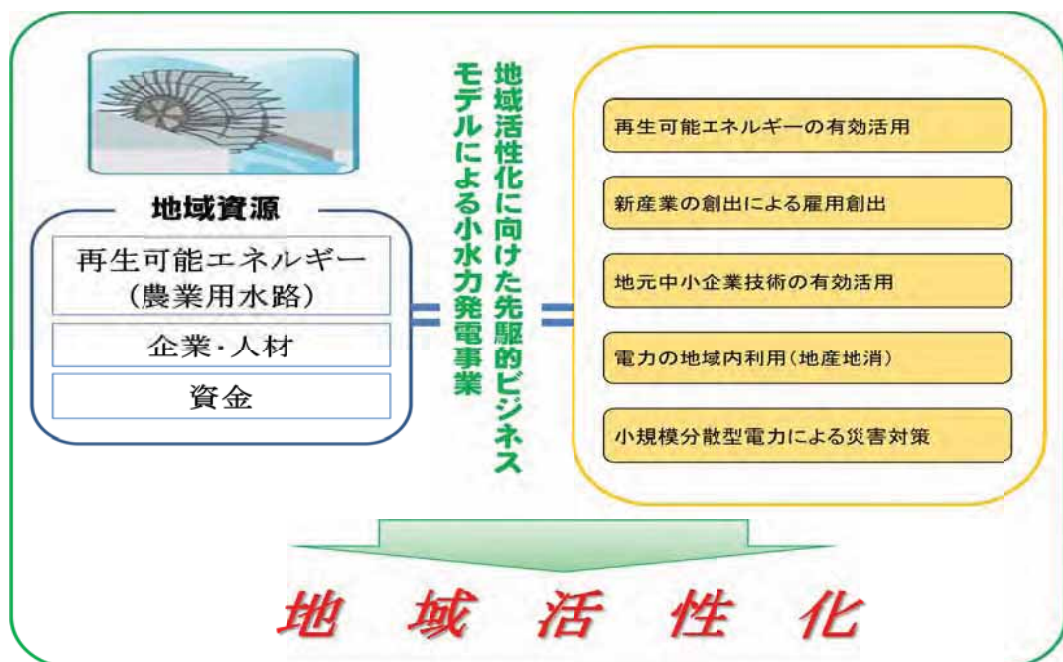 地域資源
再生可能エネルギー
(農業用水路)
企業・人材
資金
=
地域活性化に向けた先駆的ビジネス
モデルによる小水力発電事業
=
再生可能エネルギーの有効活用
新産業の創出による雇用創出
地元中小企業技術の有効活用
電力の地域内利用(地産地消)
小規模分散型電力による災害対策
地域活性化